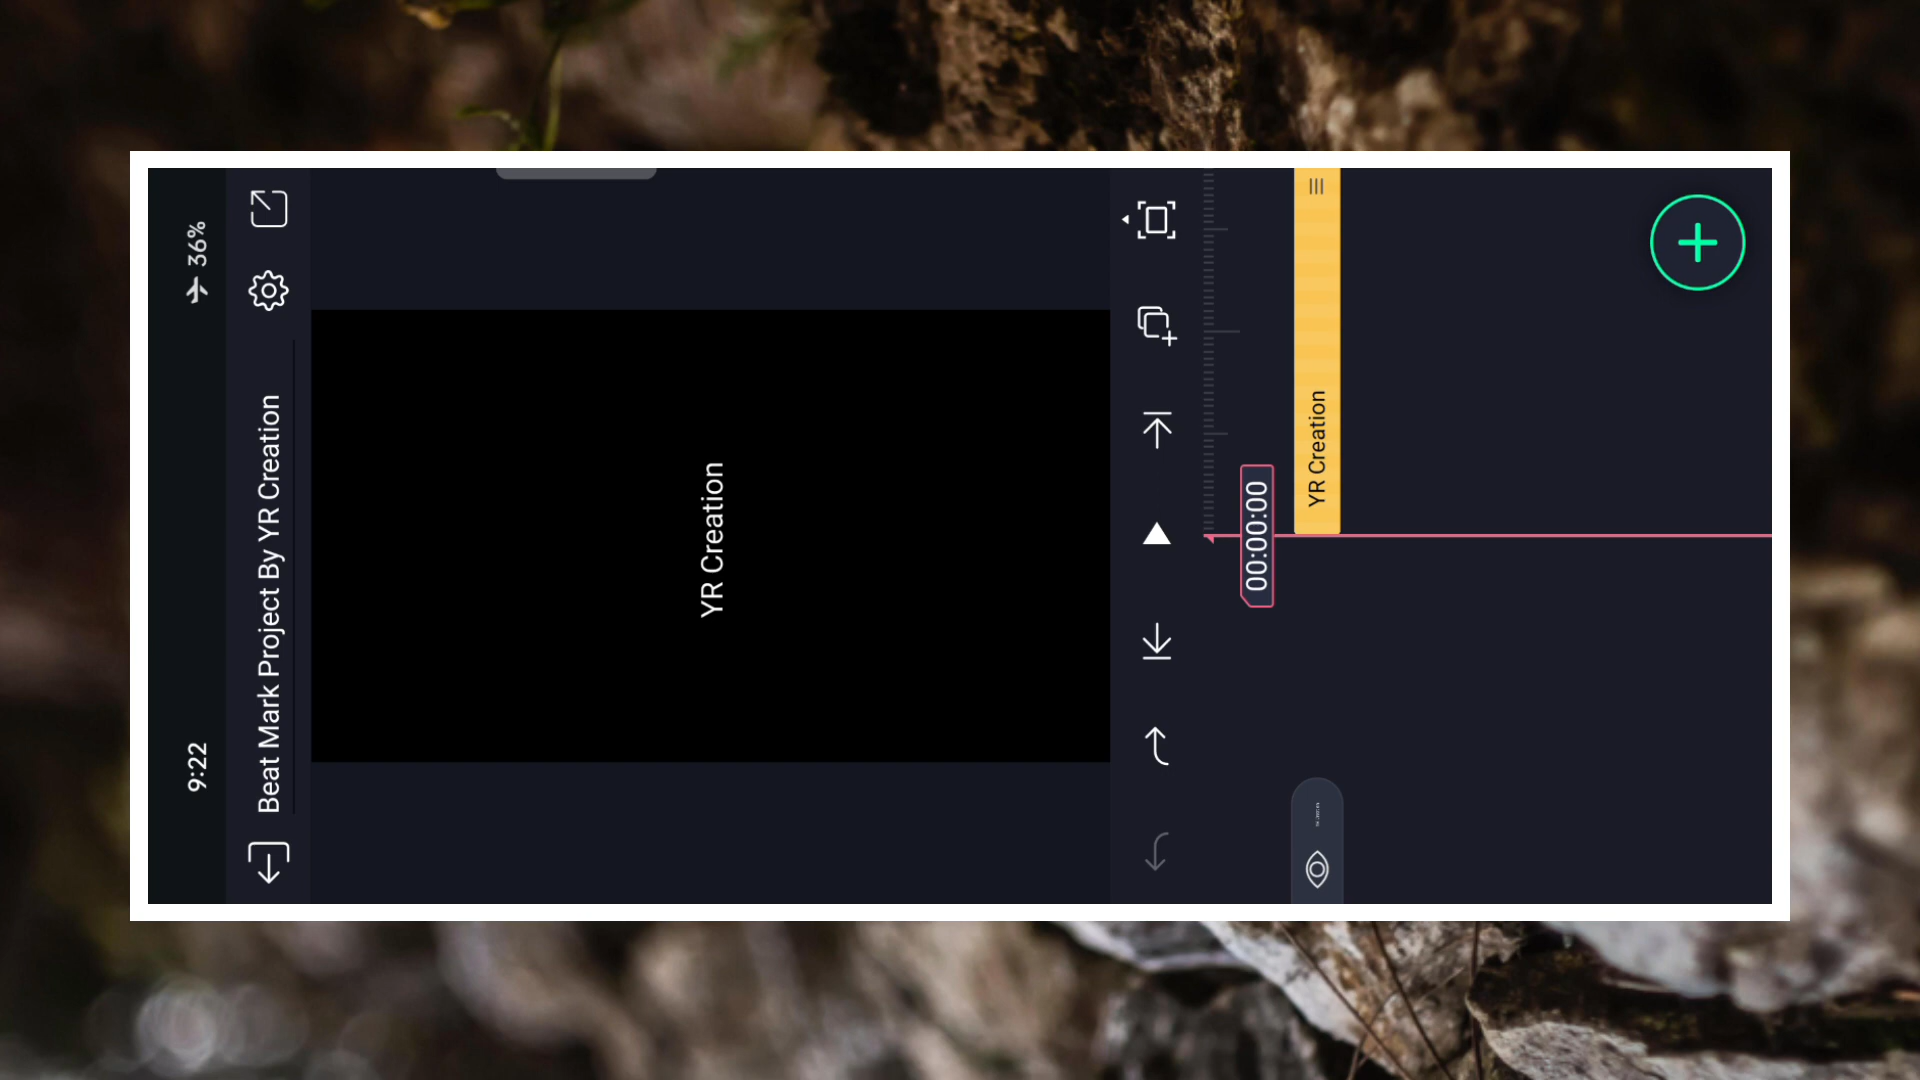 9:22
36%
Beat Mark Project By YR Creation
YR Creation
00:00:00
YR Creation